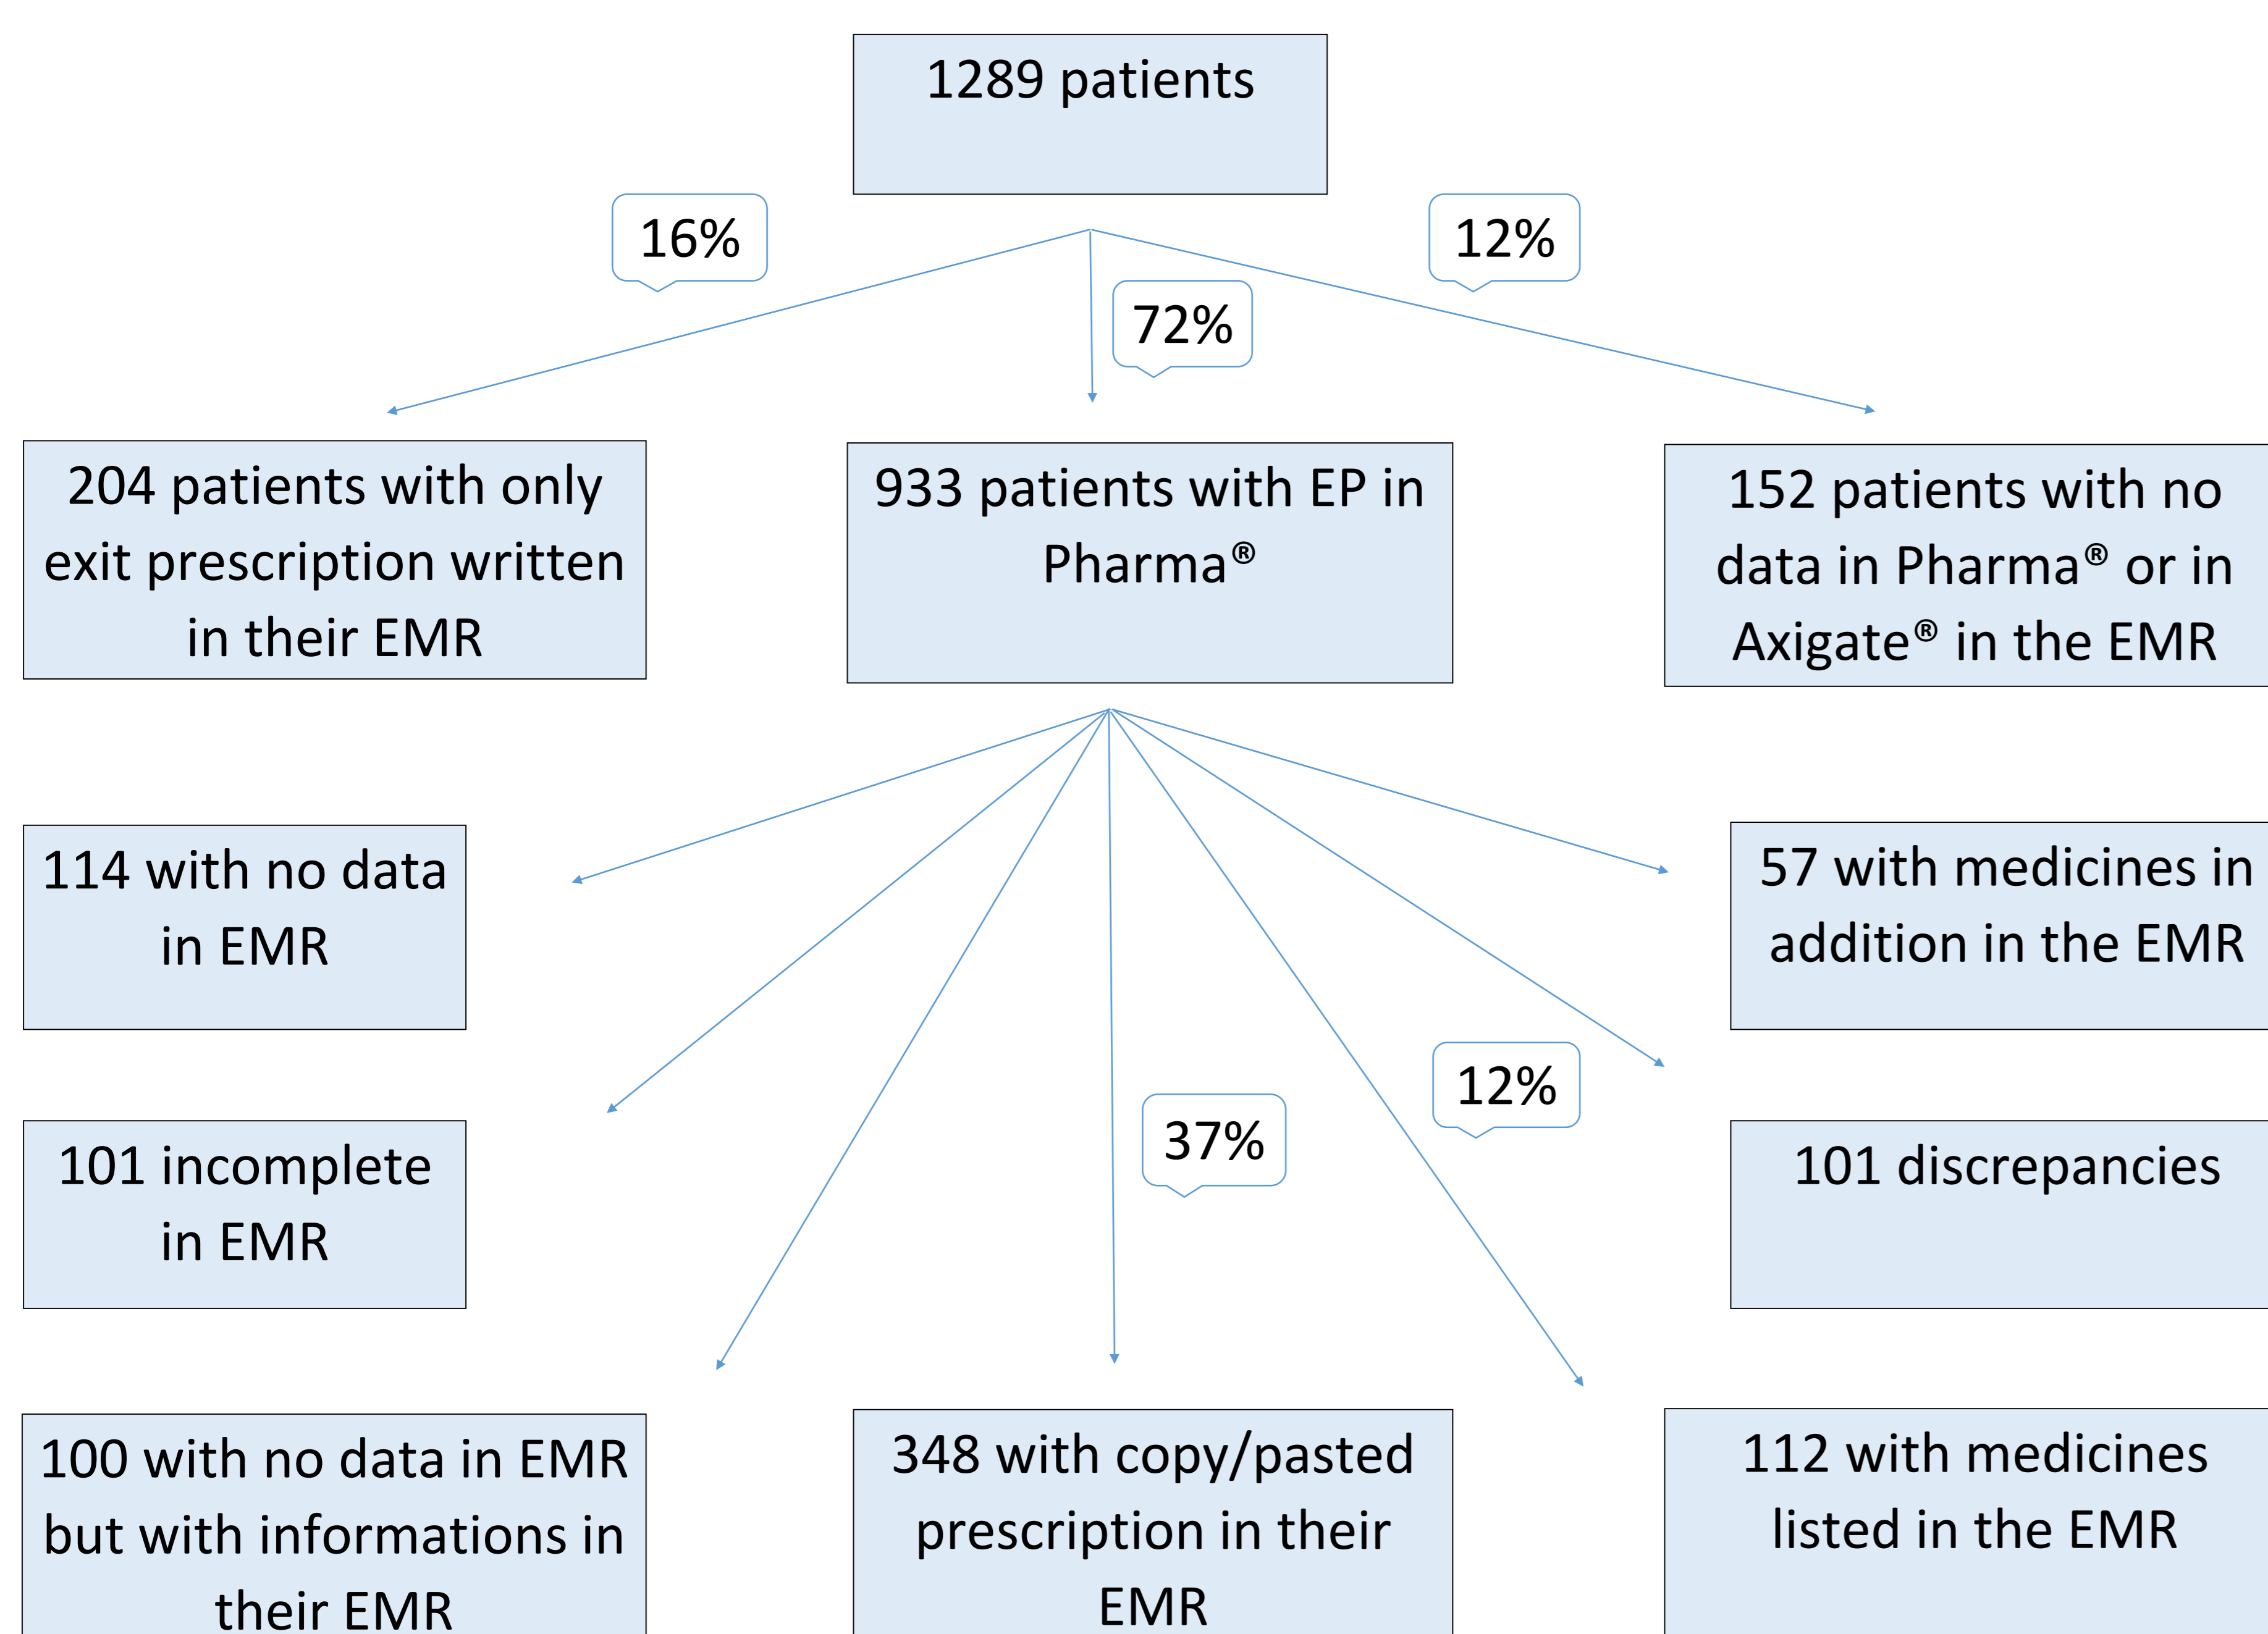 1289 patients
16%
12%
72%
204 patients with only
exit prescription written
in their EMR
933 patients with EP in
Pharma®
152 patients with no
data in Pharma® or in
Axigate® in the EMR
114 with no data
in EMR
57 with medicines in
addition in the EMR
101 incomplete
in EMR
37%
12%
101 discrepancies
100 with no data in EMR
but with informations in
their EMR
348 with copy/pasted
prescription in their
EMR
112 with medicines
listed in the EMR